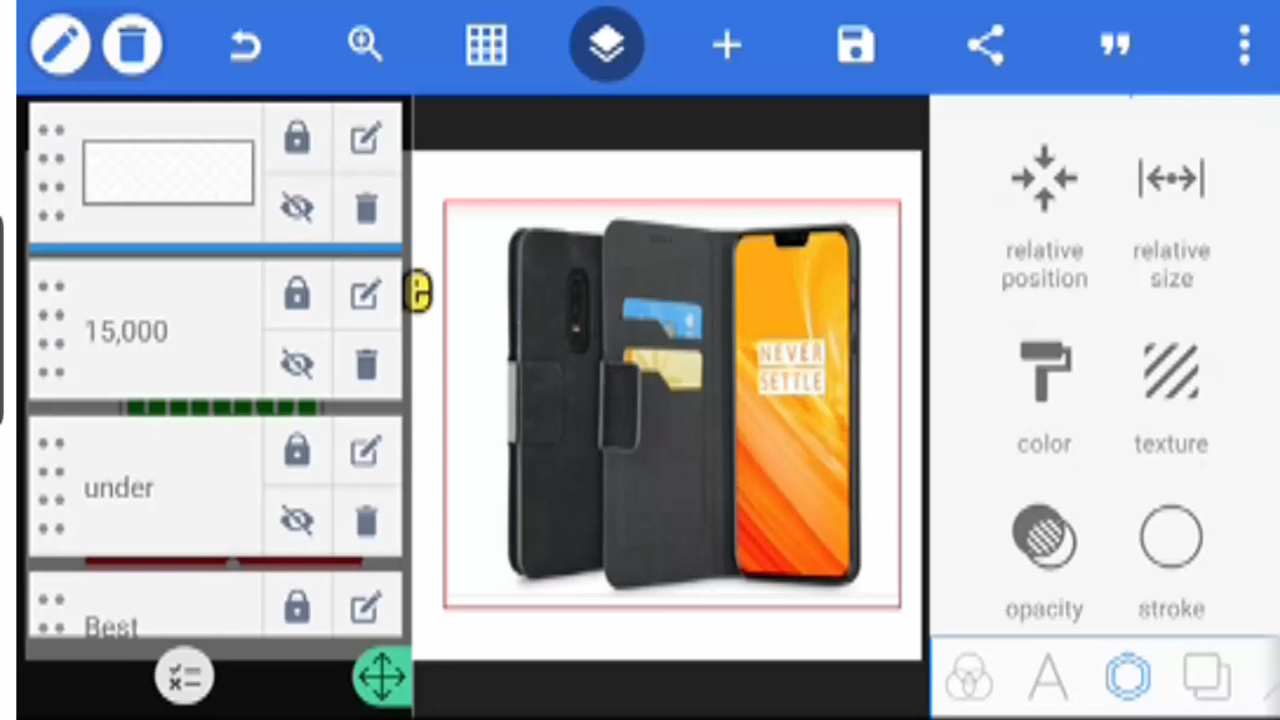 15,000
under
Best
e
NEVER
SETTLE
relative
position
relative
size
color
texture
opacity
stroke
A